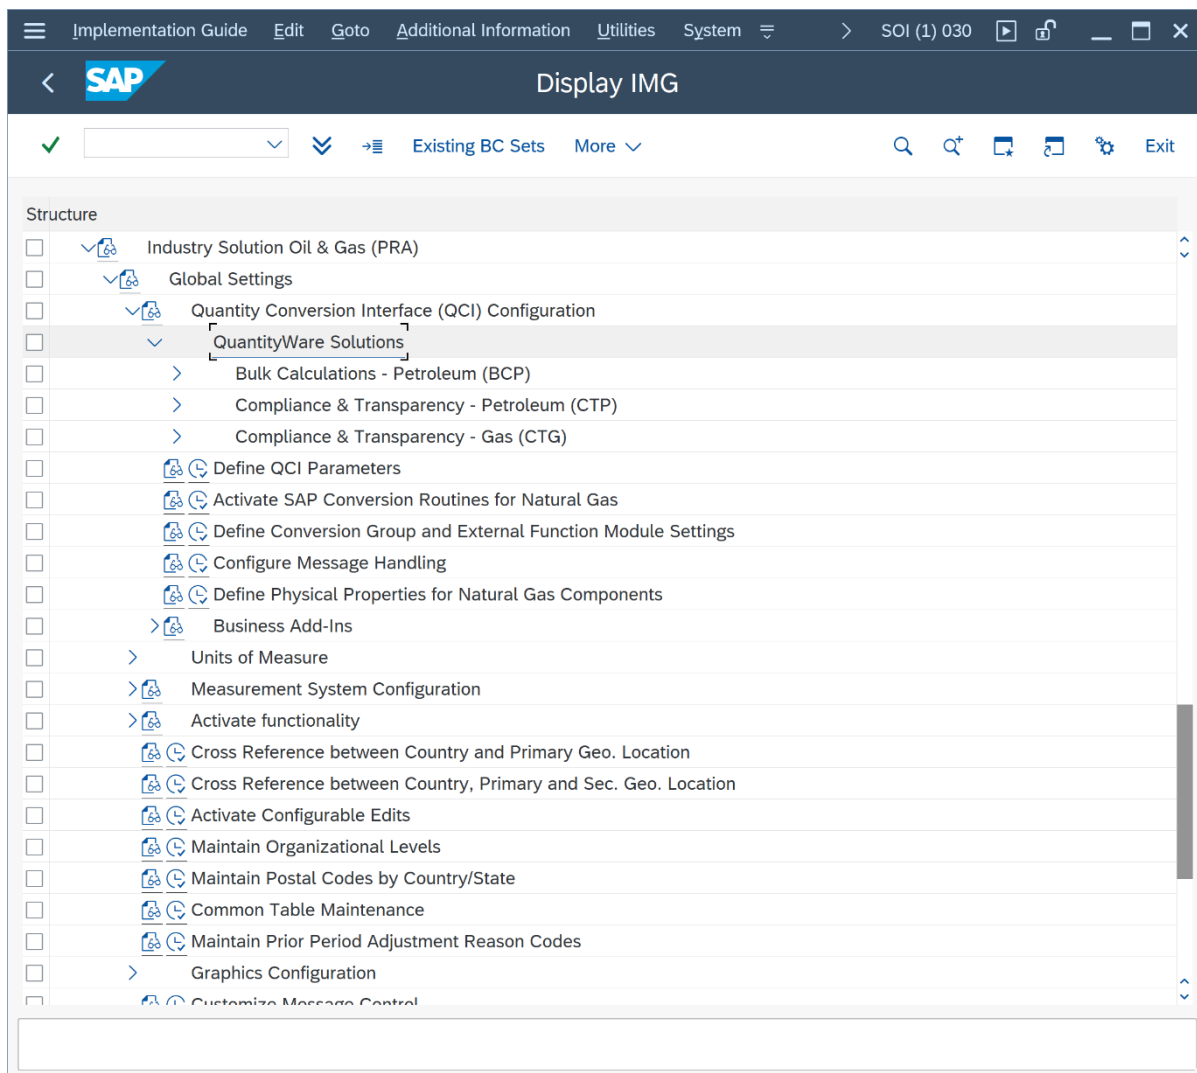 Implementation Guide Edit Goto Additional Information Utilities System SOI (1) 030
SAP Display IMG
Existing BC Sets More Exit
Structure
Industry Solution Oil & Gas (PRA)
Global Settings
Quantity Conversion Interface (QCI) Configuration
QuantityWare Solutions
Bulk Calculations - Petroleum (BCP)
Compliance & Transparency - Petroleum (CTP)
Compliance & Transparency - Gas (CTG)
Define QCI Parameters
Activate SAP Conversion Routines for Natural Gas
Define Conversion Group and External Function Module Settings
Configure Message Handling
Define Physical Properties for Natural Gas Components
Business Add-Ins
Units of Measure
Measurement System Configuration
Activate functionality
Cross Reference between Country and Primary Geo. Location
Cross Reference between Country, Primary and Sec. Geo. Location
Activate Configurable Edits
Maintain Organizational Levels
Maintain Postal Codes by Country/State
Common Table Maintenance
Maintain Prior Period Adjustment Reason Codes
Graphics Configuration
Customize Message Control